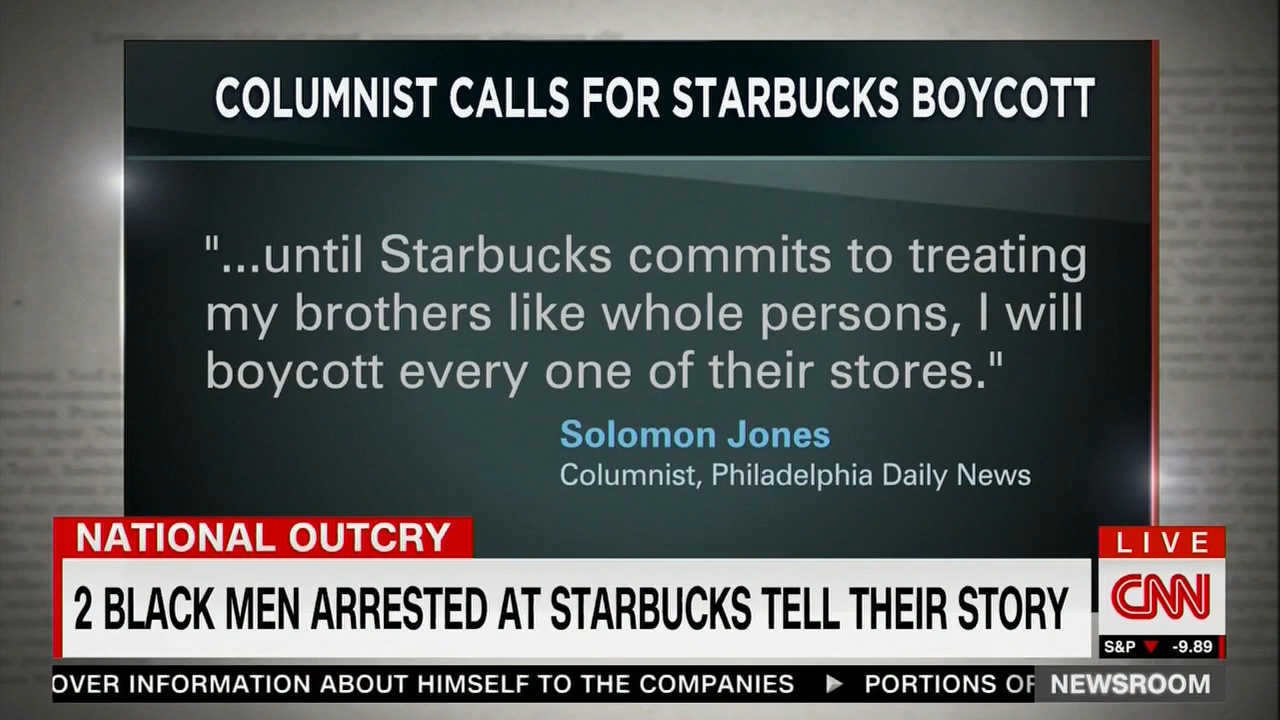 COLUMNIST CALLS FOR STARBUCKS BOYCOTT
"...until Starbucks commits to treating
my brothers like whole persons, I will
boycott every one of their stores."
Solomon Jones
Columnist, Philadelphia Daily News
NATIONAL OUTCRY
2 BLACK MEN ARRESTED AT STARBUCKS TELL THEIR STORY
LIVE
CNN
S&P ▼ -9.89
OVER INFORMATION ABOUT HIMSELF TO THE COMPANIES ▶ PORTIONS OF
NEWSROOM